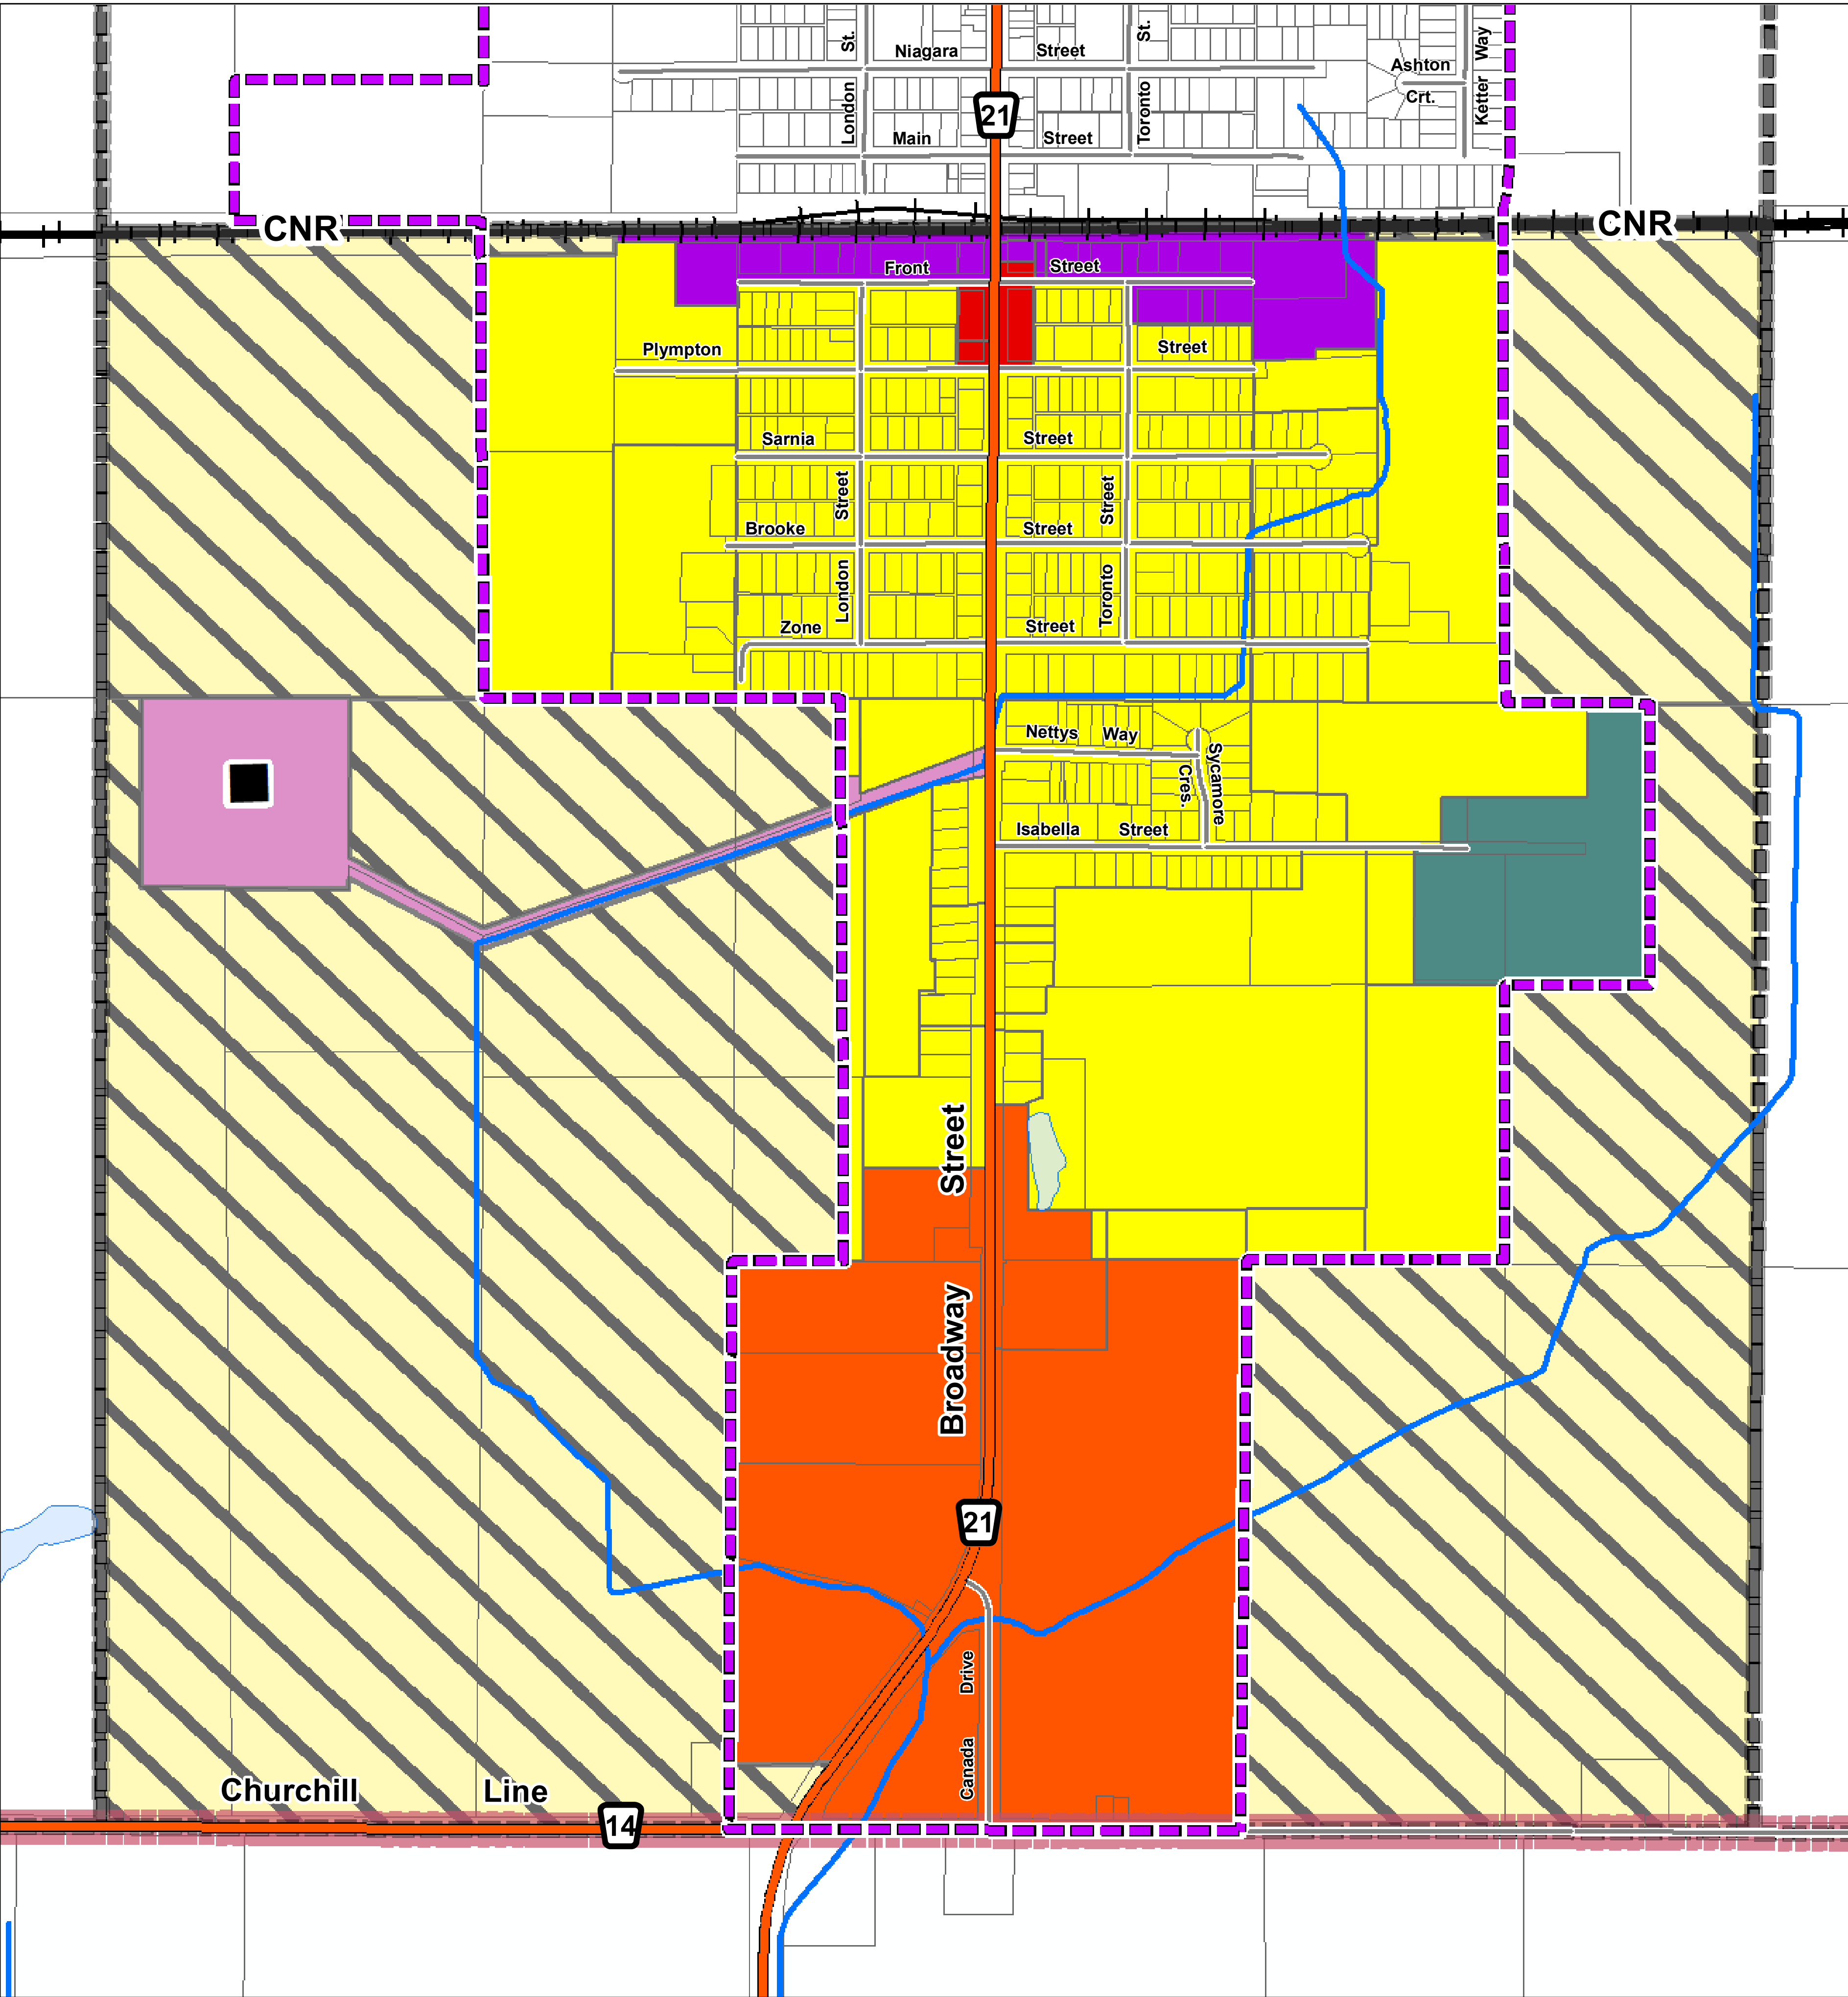 St.
Niagara Street
St.
Way
Ashton
Crt.
Ketter
London
21
Toronto
Main Street
CNR
CNR
Front Street
Plympton Street
Sarnia Street
Street
Street
Brooke Street
London
Toronto
Zone Street
Nettys Way
Sycamore
Cres.
Isabella Street
Street
Broadway
21
Drive
Canada
Churchill Line
14